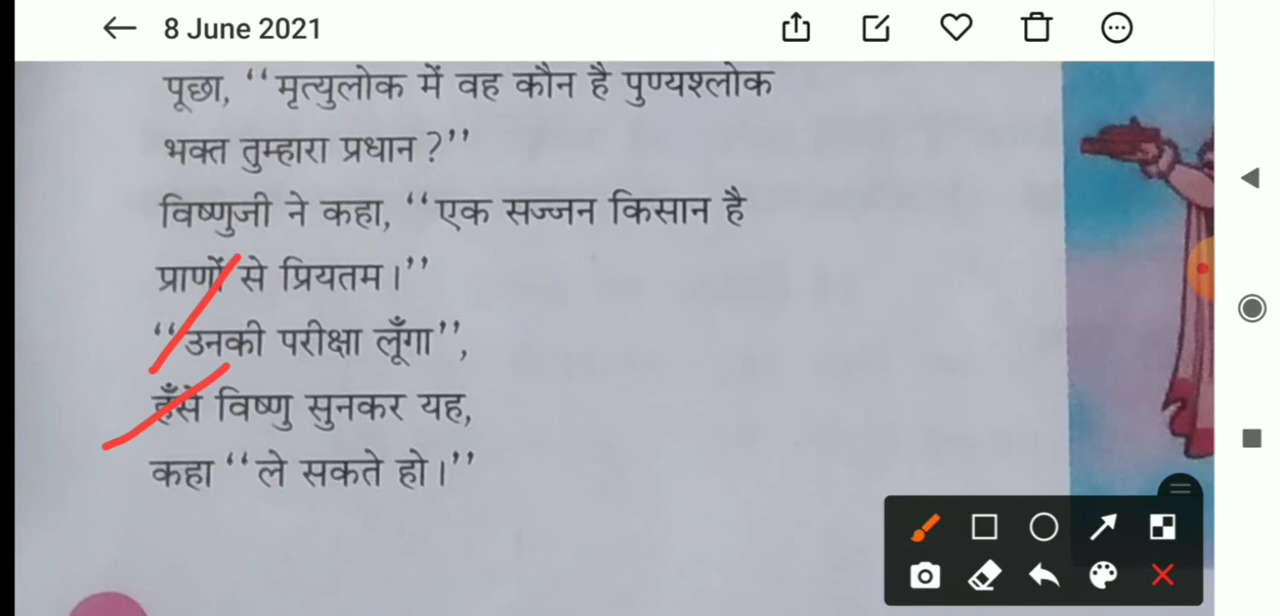 8 June 2021
पूछा, ‘‘मृत्युलोक में वह कौन है पुण्यश्लोक
भक्त तुम्हारा प्रधान ?’’
विष्णुजी ने कहा, ‘‘एक सज्जन किसान है
प्राणों से प्रियतम।’’
‘‘उनकी परीक्षा लूँगा’’,
हँसे विष्णु सुनकर यह,
कहा ‘‘ले सकते हो।’’